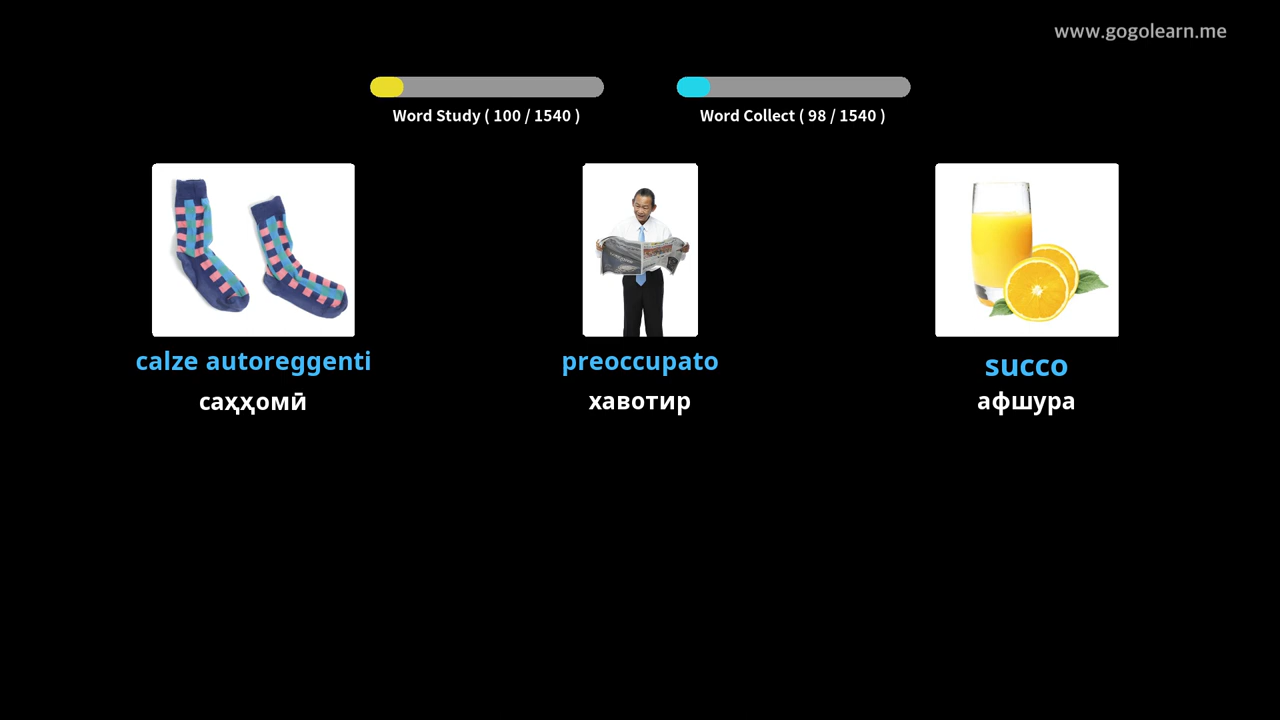 www.gogolearn.me
Word Study ( 100 / 1540 )
Word Collect ( 98 / 1540 )
calze autoreggenti
preoccupato
succo
саҳҳомӣ
хавотир
афшура